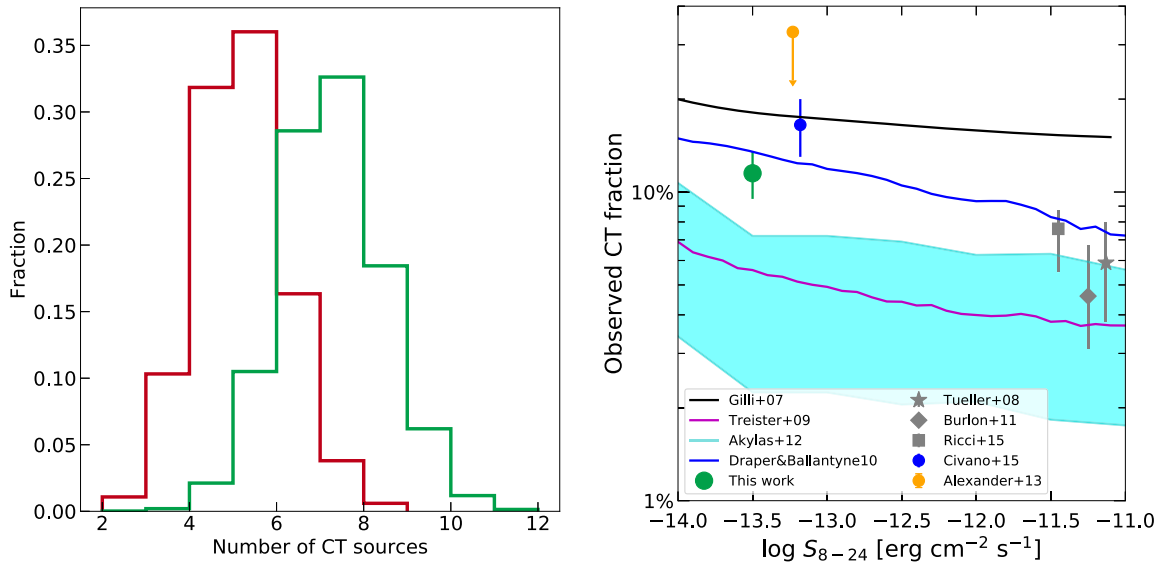 0.35
0.30
0.25
0.20
0.15
0.10
0.05
0.00
Fraction
2 4 6 8 10 12
Number of CT sources
10%
1%
Observed CT fraction
Gilli+07
Treister+09
Akylas+12
Draper&Ballantyne10
This work
Tueller+08
Burlon+11
Ricci+15
Civano+15
Alexander+13
−14.0 −13.5 −13.0 −12.5 −12.0 −11.5 −11.0
log S₈₋₂₄ [erg cm⁻² s⁻¹]